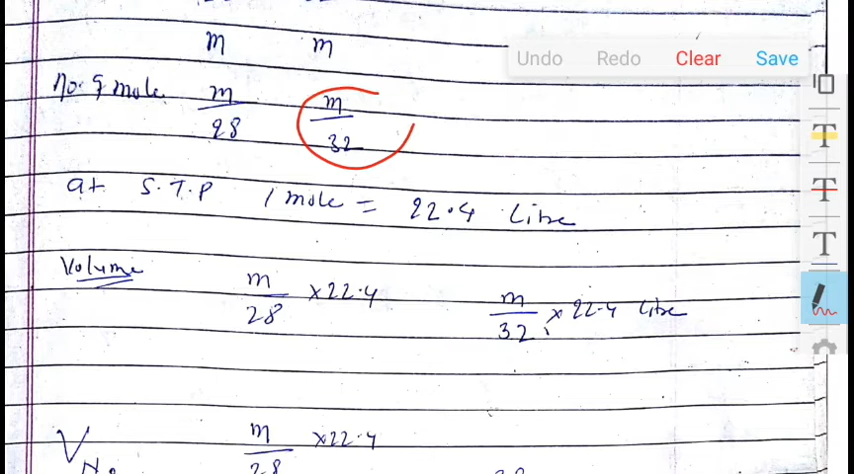 m m
Undo Redo Clear Save
no. of mole m/28 m/32
at S.T.P 1 mole = 22.4 Litre
Volume m/28 ×22.4 m/32 × 22.4 Litre
V m/28 ×22.4